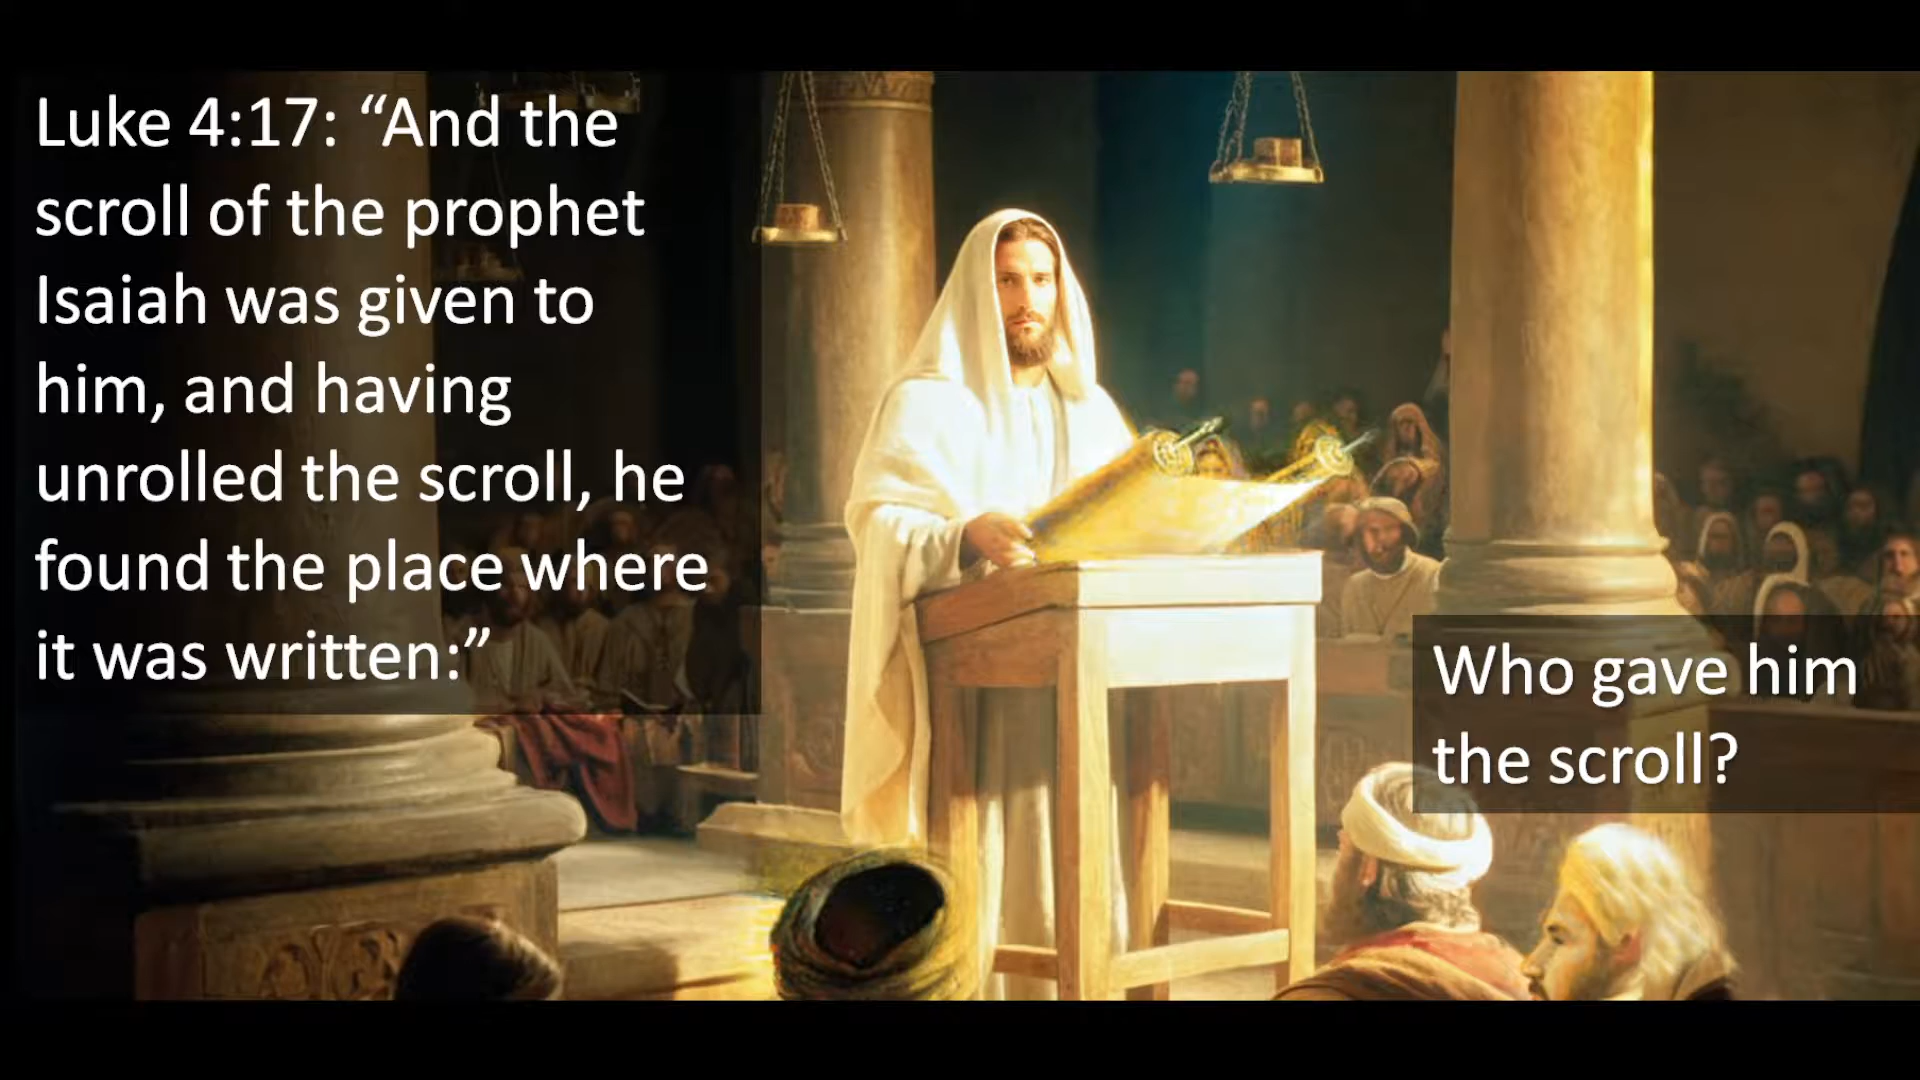 Luke 4:17: “And the
scroll of the prophet
Isaiah was given to
him, and having
unrolled the scroll, he
found the place where
it was written:”
Who gave him
the scroll?